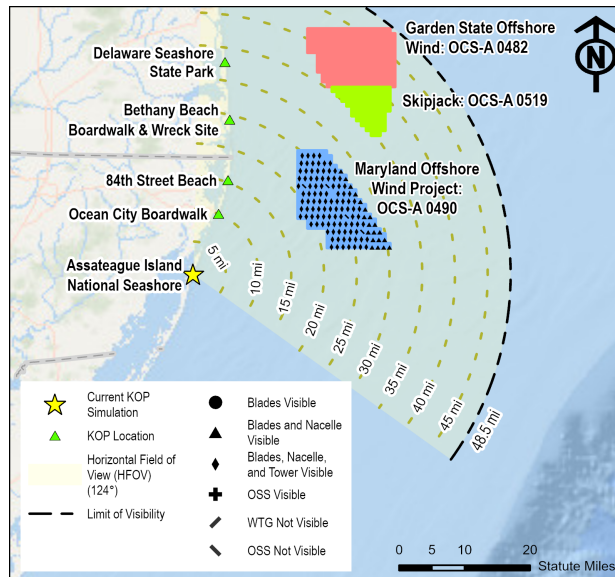 Garden State Offshore
Wind: OCS-A 0482
N
Delaware Seashore
State Park
Skipjack: OCS-A 0519
Bethany Beach
Boardwalk & Wreck Site
Maryland Offshore
Wind Project:
OCS-A 0490
84th Street Beach
Ocean City Boardwalk
Assateague Island
National Seashore
5 mi
10 mi
15 mi
20 mi
25 mi
30 mi
35 mi
40 mi
45 mi
48.5 mi
Current KOP
Simulation
KOP Location
Horizontal Field of
View (HFOV)
(124°)
Limit of Visibility
Blades Visible
Blades and Nacelle
Visible
Blades, Nacelle,
and Tower Visible
OSS Visible
WTG Not Visible
OSS Not Visible
0 5 10 20
Statute Miles